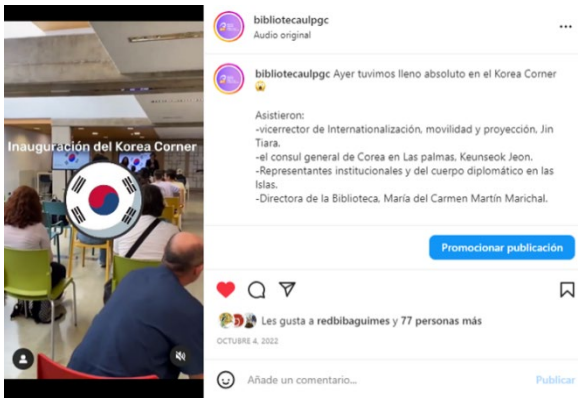 bibliotecaulpgc
Audio original
bibliotecaulpgc Ayer tuvimos lleno absoluto en el Korea Corner
😱
Asistieron:
-vicerrector de Internacionalización, movilidad y proyección, Jin
Tiara.
-el consul general de Corea en Las palmas. Keunseok Jeon.
-Representantes institucionales y del cuerpo diplomático en las
Islas.
-Directora de la Biblioteca, María del Carmen Martín Marichal.
Inauguración del Korea Corner
Promocionar publicación
Les gusta a redbibaguimes y 77 personas más
OCTUBRE 4, 2022
Añade un comentario...
Publicar